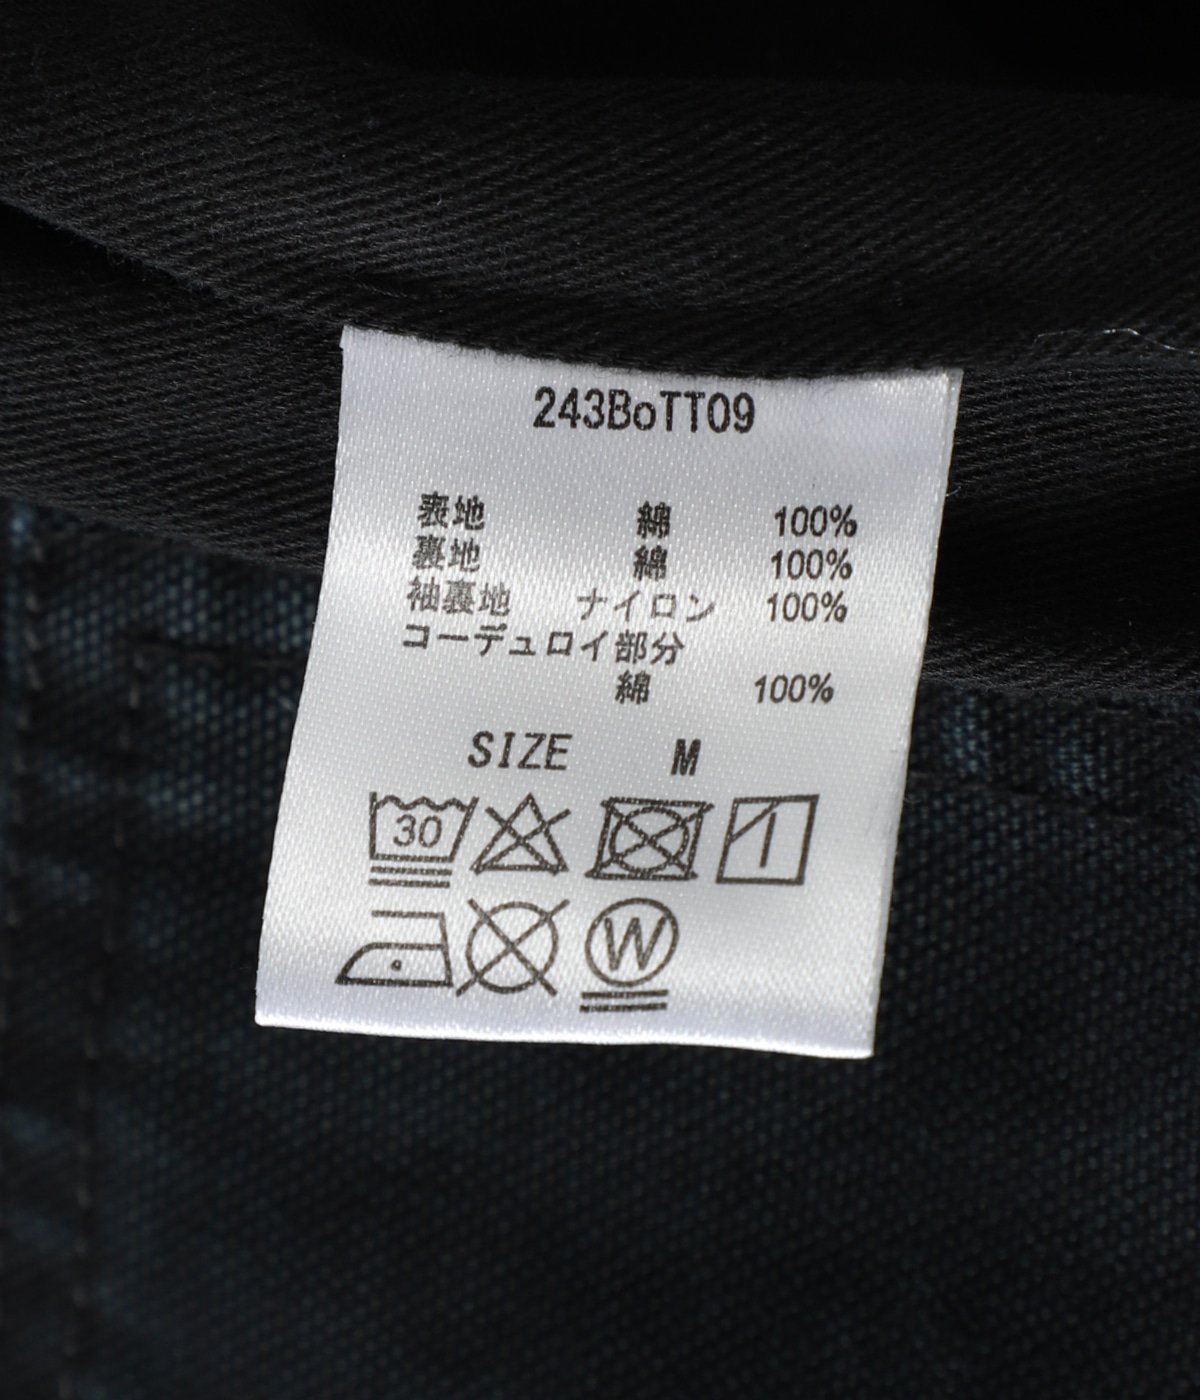 243BoTT09
表地 綿 100%
裏地 綿 100%
袖裏地 ナイロン 100%
コーデュロイ部分
綿 100%
SIZE M
30
W